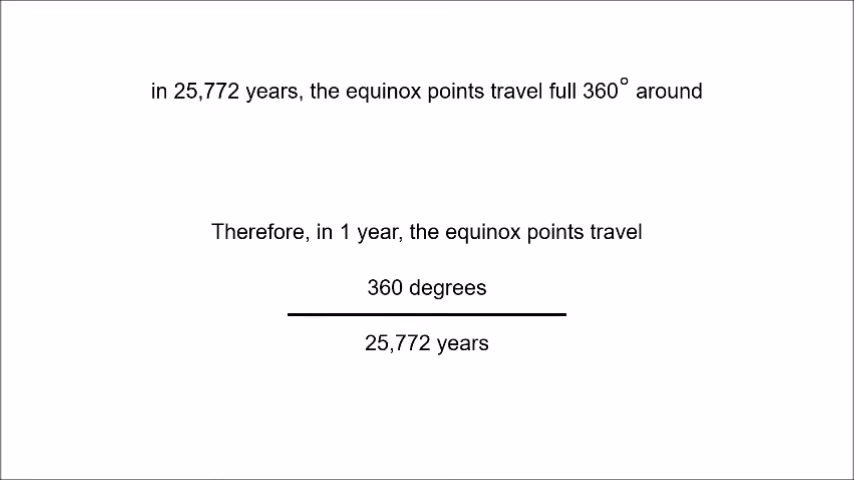 in 25,772 years, the equinox points travel full 360° around
Therefore, in 1 year, the equinox points travel
360 degrees
25,772 years